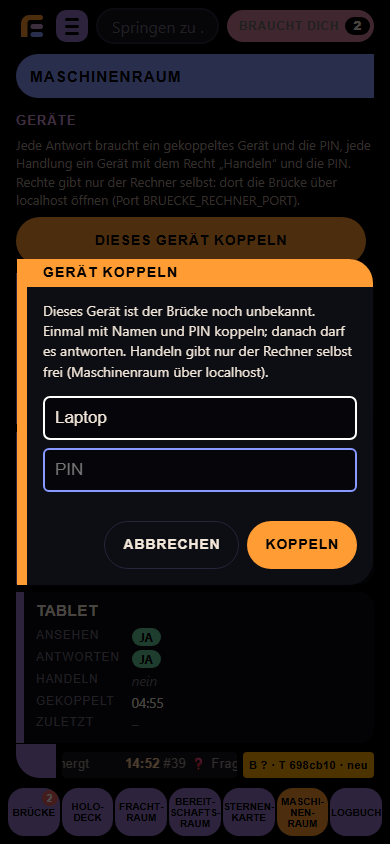 Springen zu .
BRAUCHT DICH 2
MASCHINENRAUM
GERÄTE
Jede Antwort braucht ein gekoppeltes Gerät und die PIN, jede
Handlung ein Gerät mit dem Recht „Handeln“ und die PIN.
Rechte gibt nur der Rechner selbst: dort die Brücke über
localhost öffnen (Port BRUECKE_RECHNER_PORT).
DIESES GERÄT KOPPELN
GERÄT KOPPELN
Dieses Gerät ist der Brücke noch unbekannt.
Einmal mit Namen und PIN koppeln; danach darf
es antworten. Handeln gibt nur der Rechner selbst
frei (Maschinenraum über localhost).
Laptop
PIN
ABBRECHEN
KOPPELN
TABLET
ANSEHEN JA
ANTWORTEN JA
HANDELN nein
GEKOPPELT 04:55
ZULETZT –
nergt 14:52 #39 ? Frag
B ? · T 698cb10 · neu
BRÜCKE 2
HOLO-
DECK
FRACHT-
RAUM
BEREIT-
SCHAFTS-
RAUM
STERNEN-
KARTE
MASCHI-
NEN-
RAUM
LOGBUCH